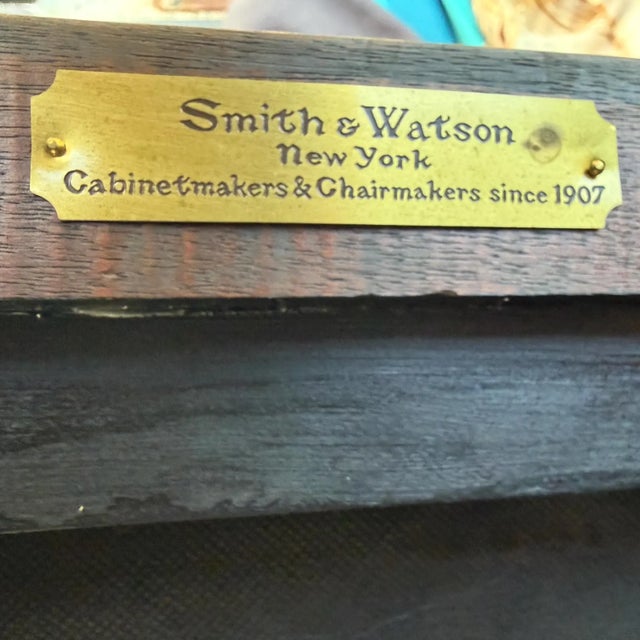 Smith & Watson
New York
Cabinetmakers & Chairmakers since 1907